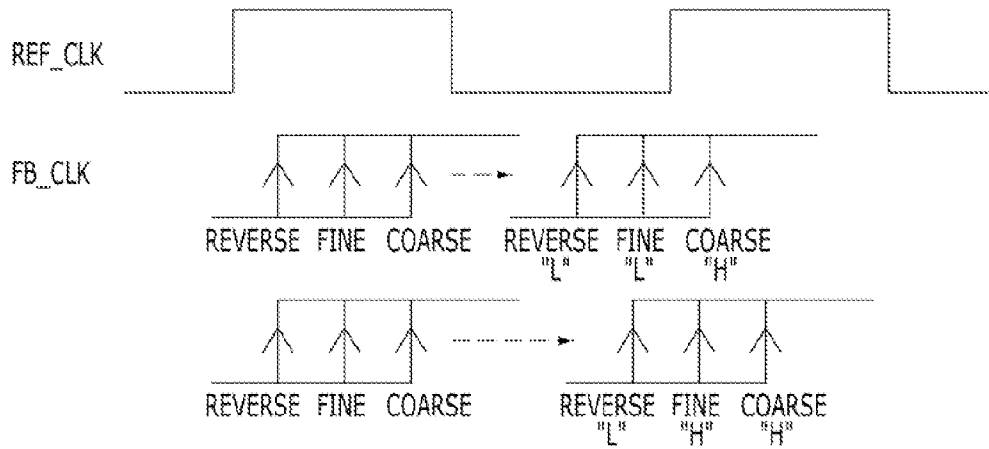 REF_CLK
FB_CLK
REVERSE FINE COARSE REVERSE FINE COARSE
"L" "L" "H"
REVERSE FINE COARSE REVERSE FINE COARSE
"L" "H" "H"